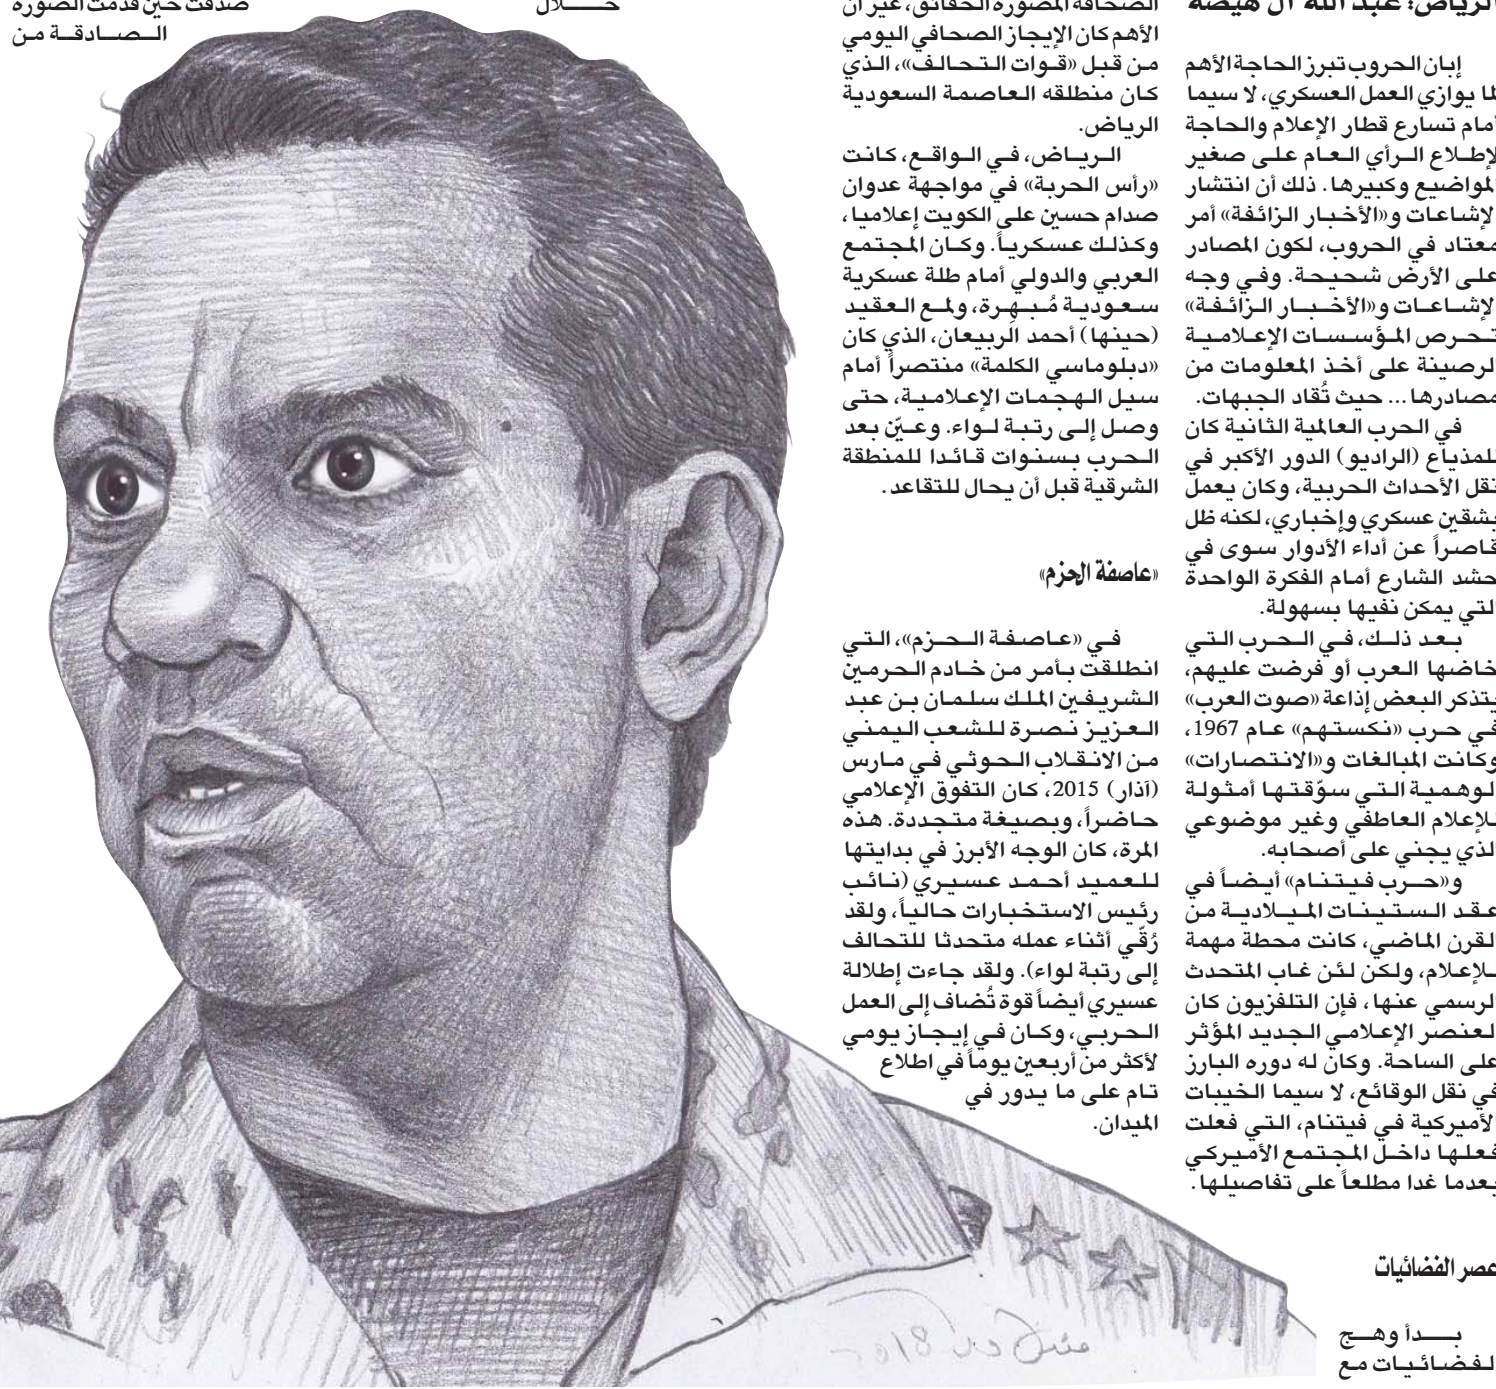 الرياض: عبد الله آل هيضة
إبان الحروب تبرز الحاجة الأهم
لما يوازي العمل العسكري، لا سيما
أمام تسارع قطار الإعلام والحاجة
لإطلاع الرأي العام على صغير
المواضيع وكبيرها. ذلك أن انتشار
الإشاعات و«الأخبار الزائفة» أمر
معتاد في الحروب، لكون المصادر
على الأرض شحيحة. وفي وجه
الإشاعات و«الأخبار الزائفة»
تحرص المؤسسات الإعلامية
الرصينة على أخذ المعلومات من
مصادرها... حيث تُقاد الجبهات.
في الحرب العالمية الثانية كان
للمذياع (الراديو) الدور الأكبر في
نقل الأحداث الحربية، وكان يعمل
بشقين عسكري وإخباري، لكنه ظل
قاصراً عن أداء الأدوار سوى في
حشد الشارع أمام الفكرة الواحدة
التي يمكن نفيها بسهولة.
بعد ذلك، في الحرب التي
خاضها العرب أو فرضت عليهم،
يتذكر البعض إذاعة «صوت العرب»
في حرب «نكستهم» عام 1967،
وكانت المبالغات و«الانتصارات»
الوهمية التي سوّقتها أمثولة
للإعلام العاطفي وغير موضوعي
الذي يجني على أصحابه.
و«حرب فيتنام» أيضاً في
عقد الستينات الميلادية من
القرن الماضي، كانت محطة مهمة
للإعلام، ولكن لئن غاب المتحدث
الرسمي عنها، فإن التلفزيون كان
العنصر الإعلامي الجديد المؤثر
على الساحة. وكان له دوره البارز
في نقل الوقائع، لا سيما الخيبات
الأميركية في فيتنام، التي فعلت
فعلها داخل المجتمع الأميركي
بعدما غدا مطلعاً على تفاصيلها.
عصر الفضائيات
بدأ وهج
الفضائيات مع
الصحافة المصورة الحقائق، غير أن
الأهم كان الإيجاز الصحافي اليومي
من قبل «قوات التحالف»، الذي
كان منطلقه العاصمة السعودية
الرياض.
الرياض، في الواقع، كانت
«رأس الحربة» في مواجهة عدوان
صدام حسين على الكويت إعلاميا،
وكذلك عسكرياً. وكان المجتمع
العربي والدولي أمام طلة عسكرية
سعودية مُبهِرة، ولمع العقيد
(حينها) أحمد الربيعان، الذي كان
«دبلوماسي الكلمة» منتصراً أمام
سيل الهجمات الإعلامية، حتى
وصل إلى رتبة لواء. وعيّن بعد
الحرب بسنوات قائدا للمنطقة
الشرقية قبل أن يحال للتقاعد.
«عاصفة الحزم»
في «عاصفة الحزم»، التي
انطلقت بأمر من خادم الحرمين
الشريفين الملك سلمان بن عبد
العزيز نصرة للشعب اليمني
من الانقلاب الحوثي في مارس
(آذار) 2015، كان التفوق الإعلامي
حاضراً، وبصيغة متجددة. هذه
المرة، كان الوجه الأبرز في بدايتها
للعميد أحمد عسيري (نائب
رئيس الاستخبارات حالياً، ولقد
رُقّي أثناء عمله متحدثا للتحالف
إلى رتبة لواء). ولقد جاءت إطلالة
عسيري أيضاً قوة تُضاف إلى العمل
الحربي، وكان في إيجاز يومي
لأكثر من أربعين يوماً في اطلاع
تام على ما يدور في
الميدان.
خلال
صدقت حين قدمت الصورة
الصادقة من